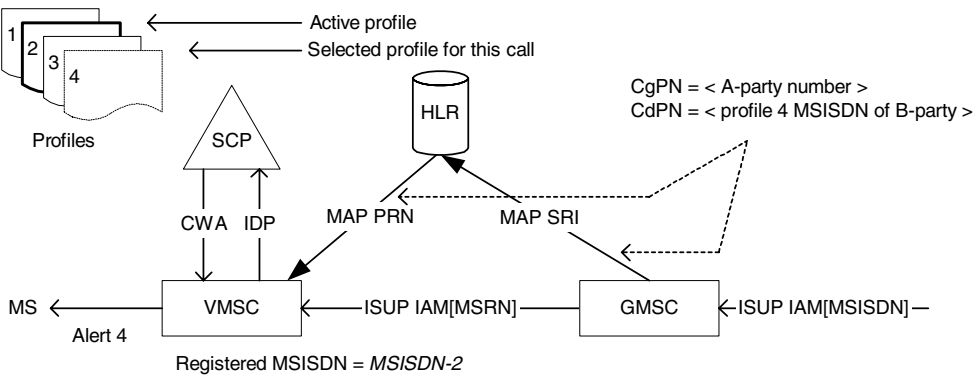 Active profile
Selected profile for this call
1
2
3
4
Profiles
SCP
HLR
CgPN = < A-party number >
CdPN = < profile 4 MSISDN of B-party >
CWA
IDP
MAP PRN
MAP SRI
MS
VMSC
ISUP IAM[MSRN]
GMSC
ISUP IAM[MSISDN]
Alert 4
Registered MSISDN = MSISDN-2